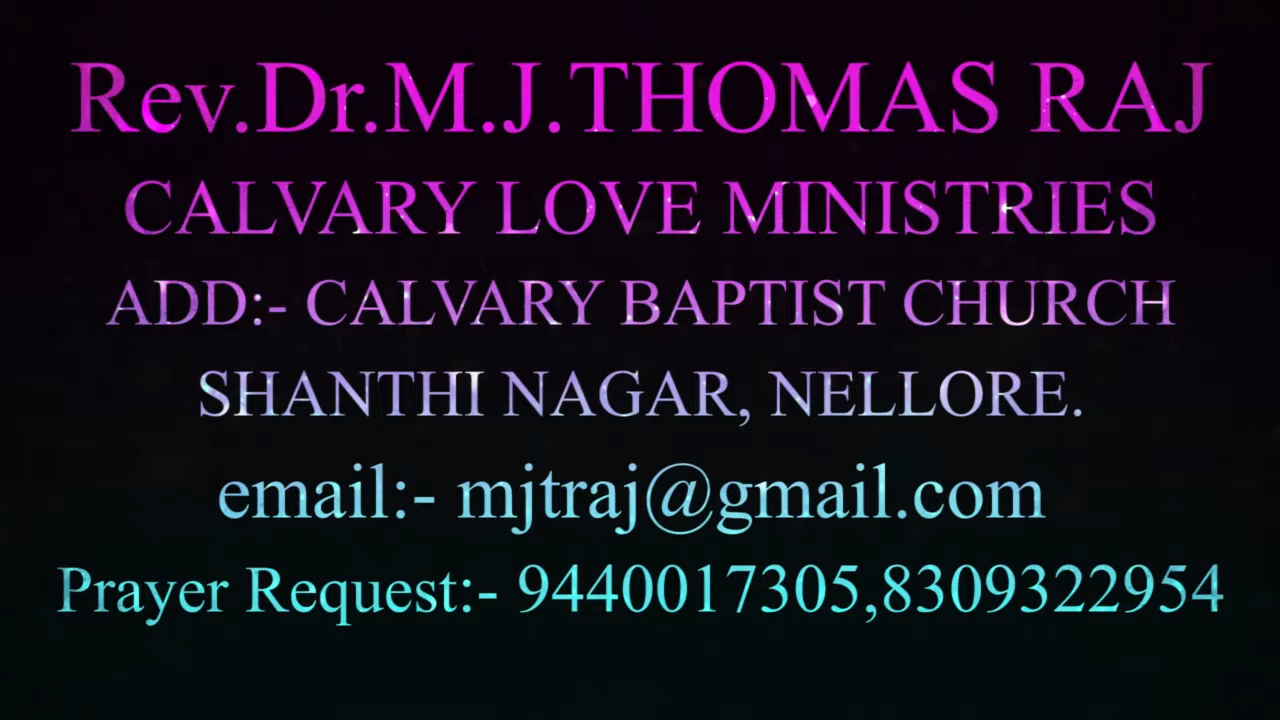 Rev.Dr.M.J.THOMAS RAJ
CALVARY LOVE MINISTRIES
ADD:- CALVARY BAPTIST CHURCH
SHANTHI NAGAR, NELLORE.
email:- mjtraj@gmail.com
Prayer Request:- 9440017305,8309322954